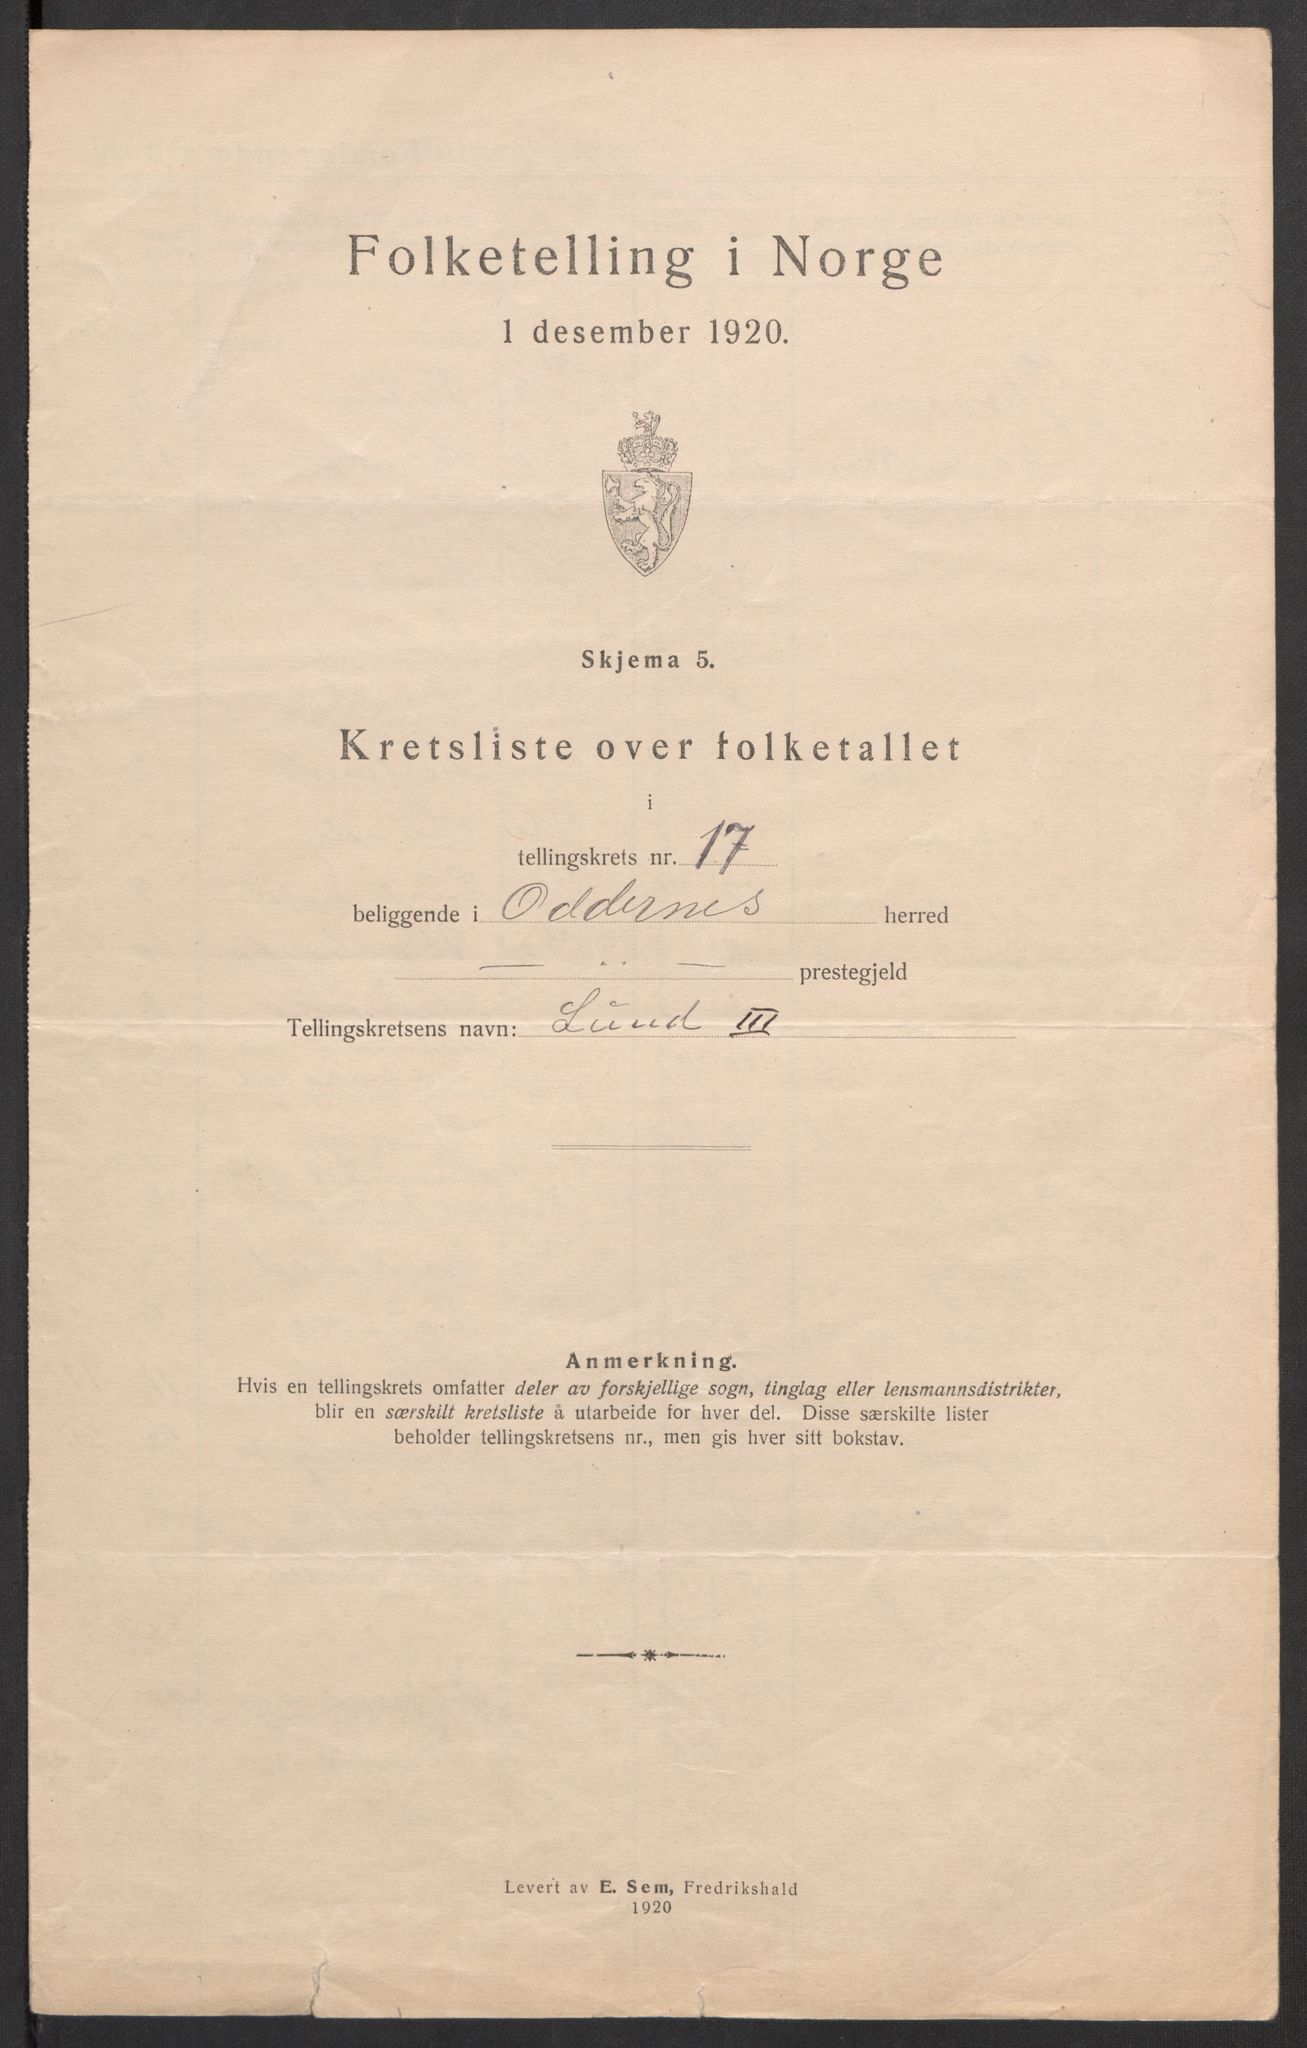 Folketelling i Norge
1 desember 1920.
Skjema 5.
Kretsliste over folketallet
i
tellingskrets nr. 17
beliggende i Oddernes herred
— „ — prestegjeld
Tellingskretsens navn: Lund III
Anmerkning.
Hvis en tellingskrets omfatter deler av forskjellige sogn, tinglag eller lensmannsdistrikter,
blir en særskilt kretsliste å utarbeide for hver del. Disse særskilte lister
beholder tellingskretsens nr., men gis hver sitt bokstav.
Levert av E. Sem, Fredrikshald
1920